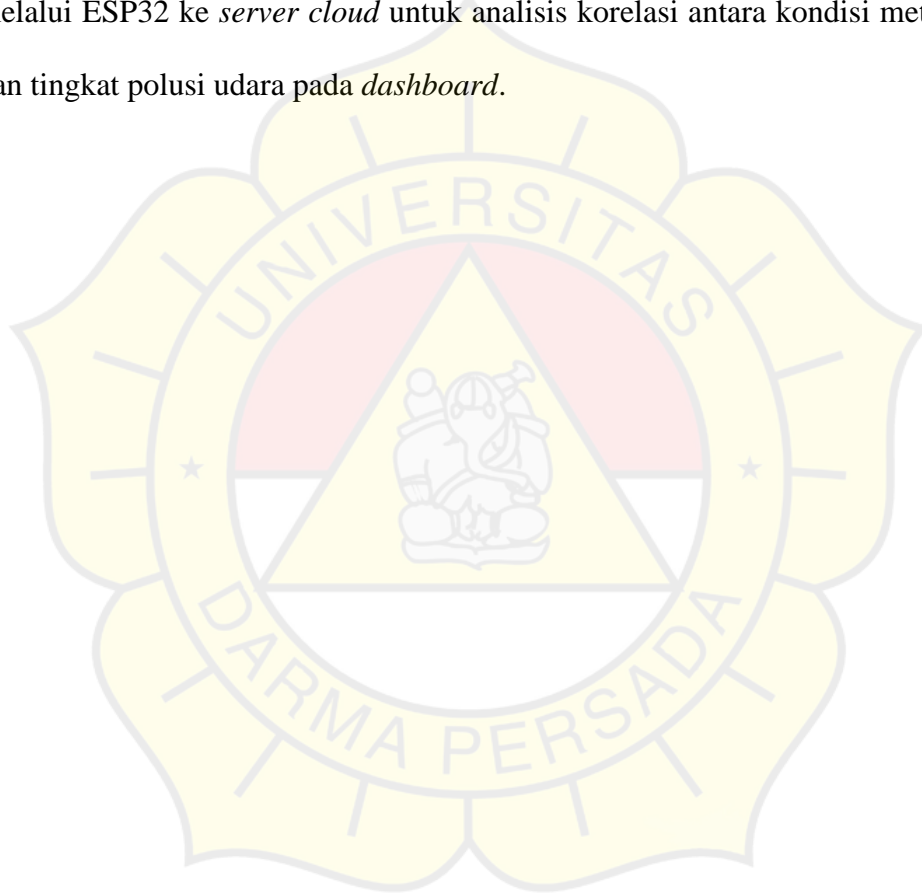 elalui ESP32 ke server cloud untuk analisis korelasi antara kondisi met
an tingkat polusi udara pada dashboard.
UNIVERSITAS
DARMA PERSADA